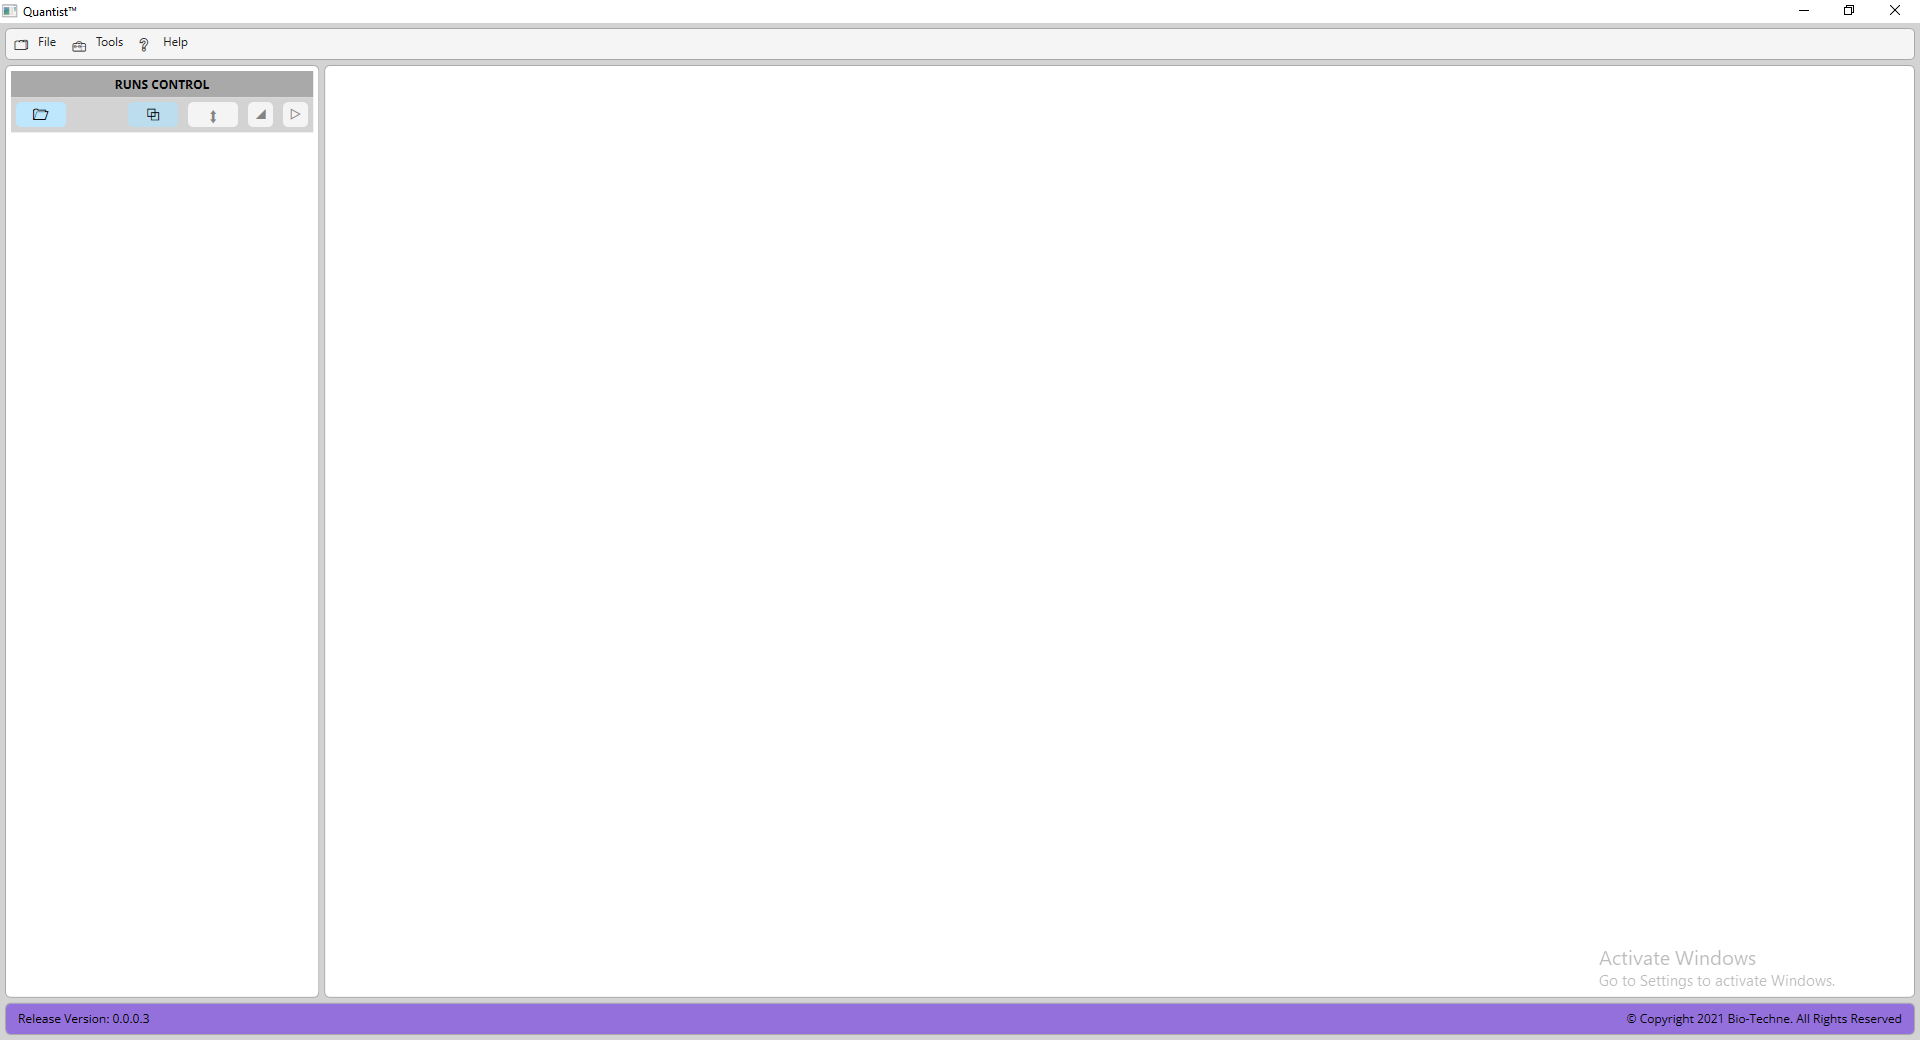 Quantist™
File Tools Help
RUNS CONTROL
Activate Windows
Go to Settings to activate Windows.
Release Version: 0.0.0.3
© Copyright 2021 Bio-Techne. All Rights Reserved